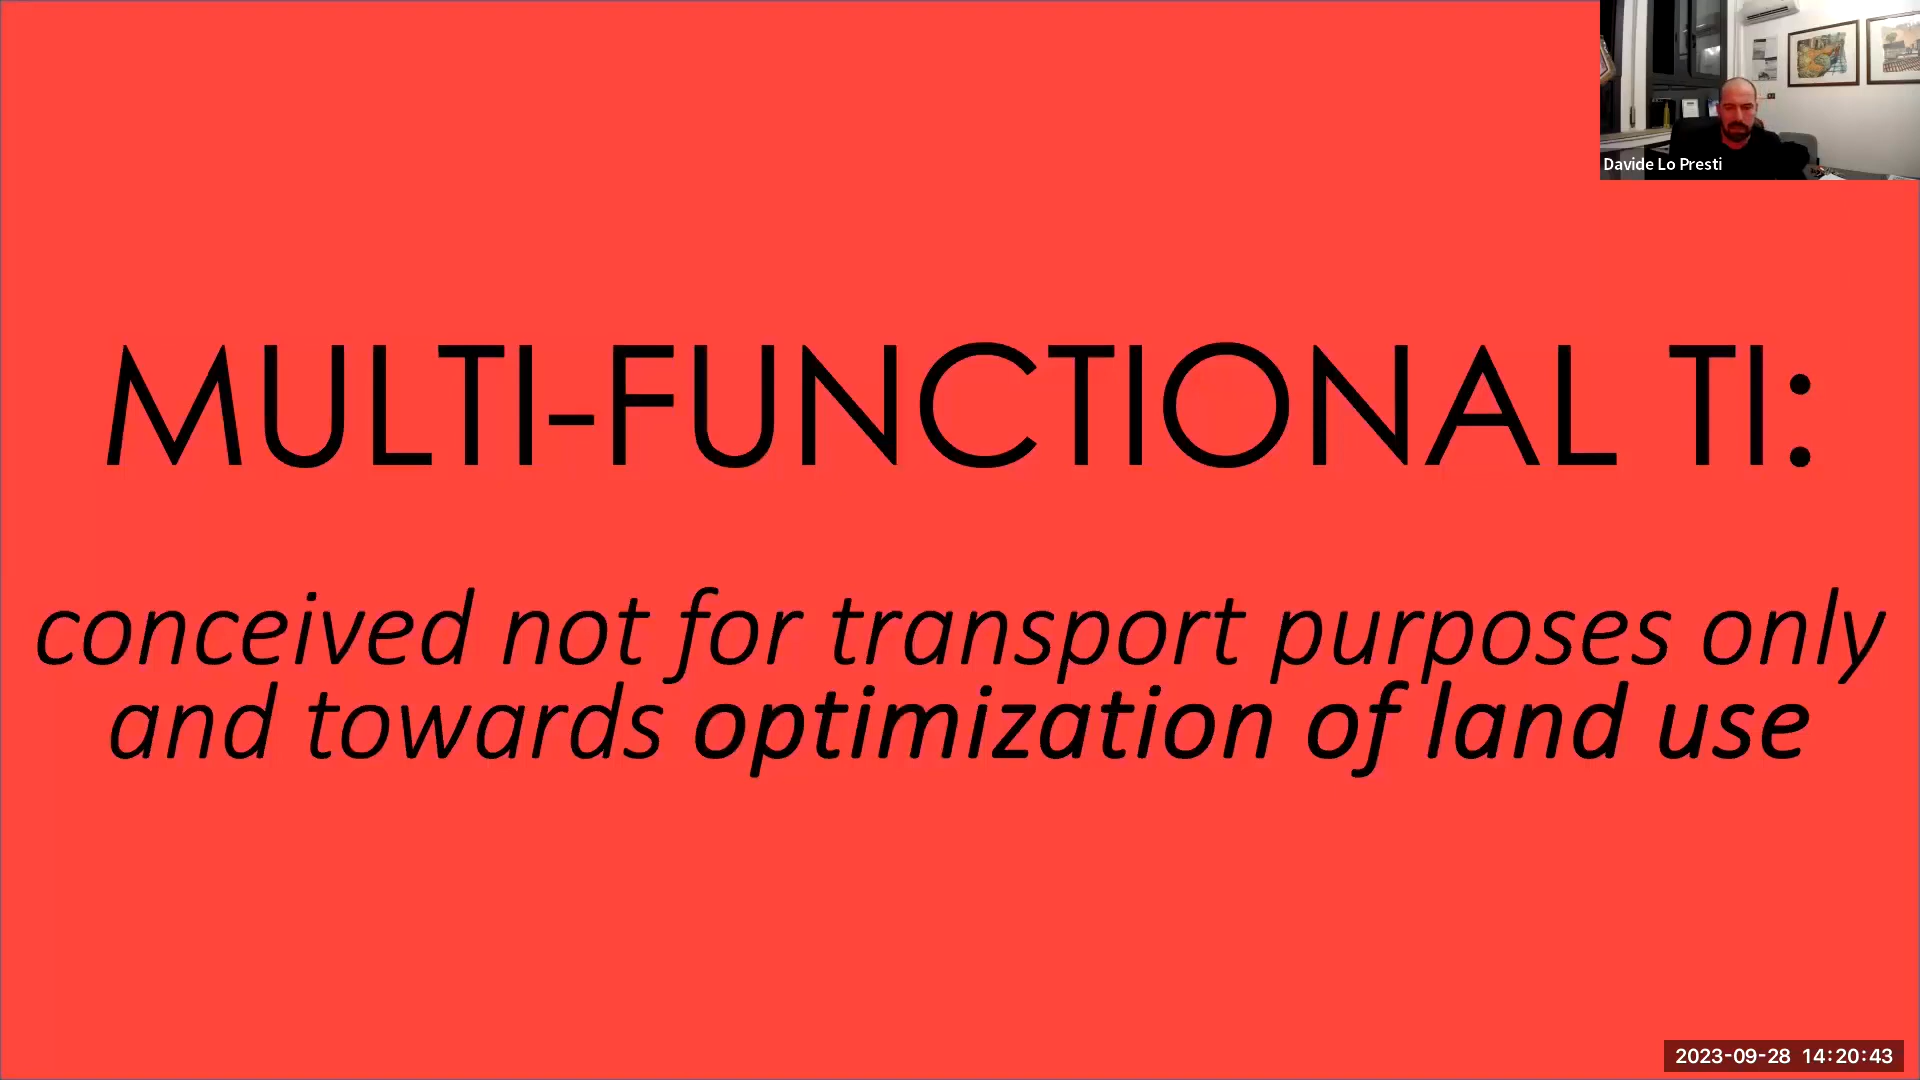 Davide Lo Presti
MULTI-FUNCTIONAL TI:
conceived not for transport purposes only
and towards optimization of land use
2023-09-28 14:20:43